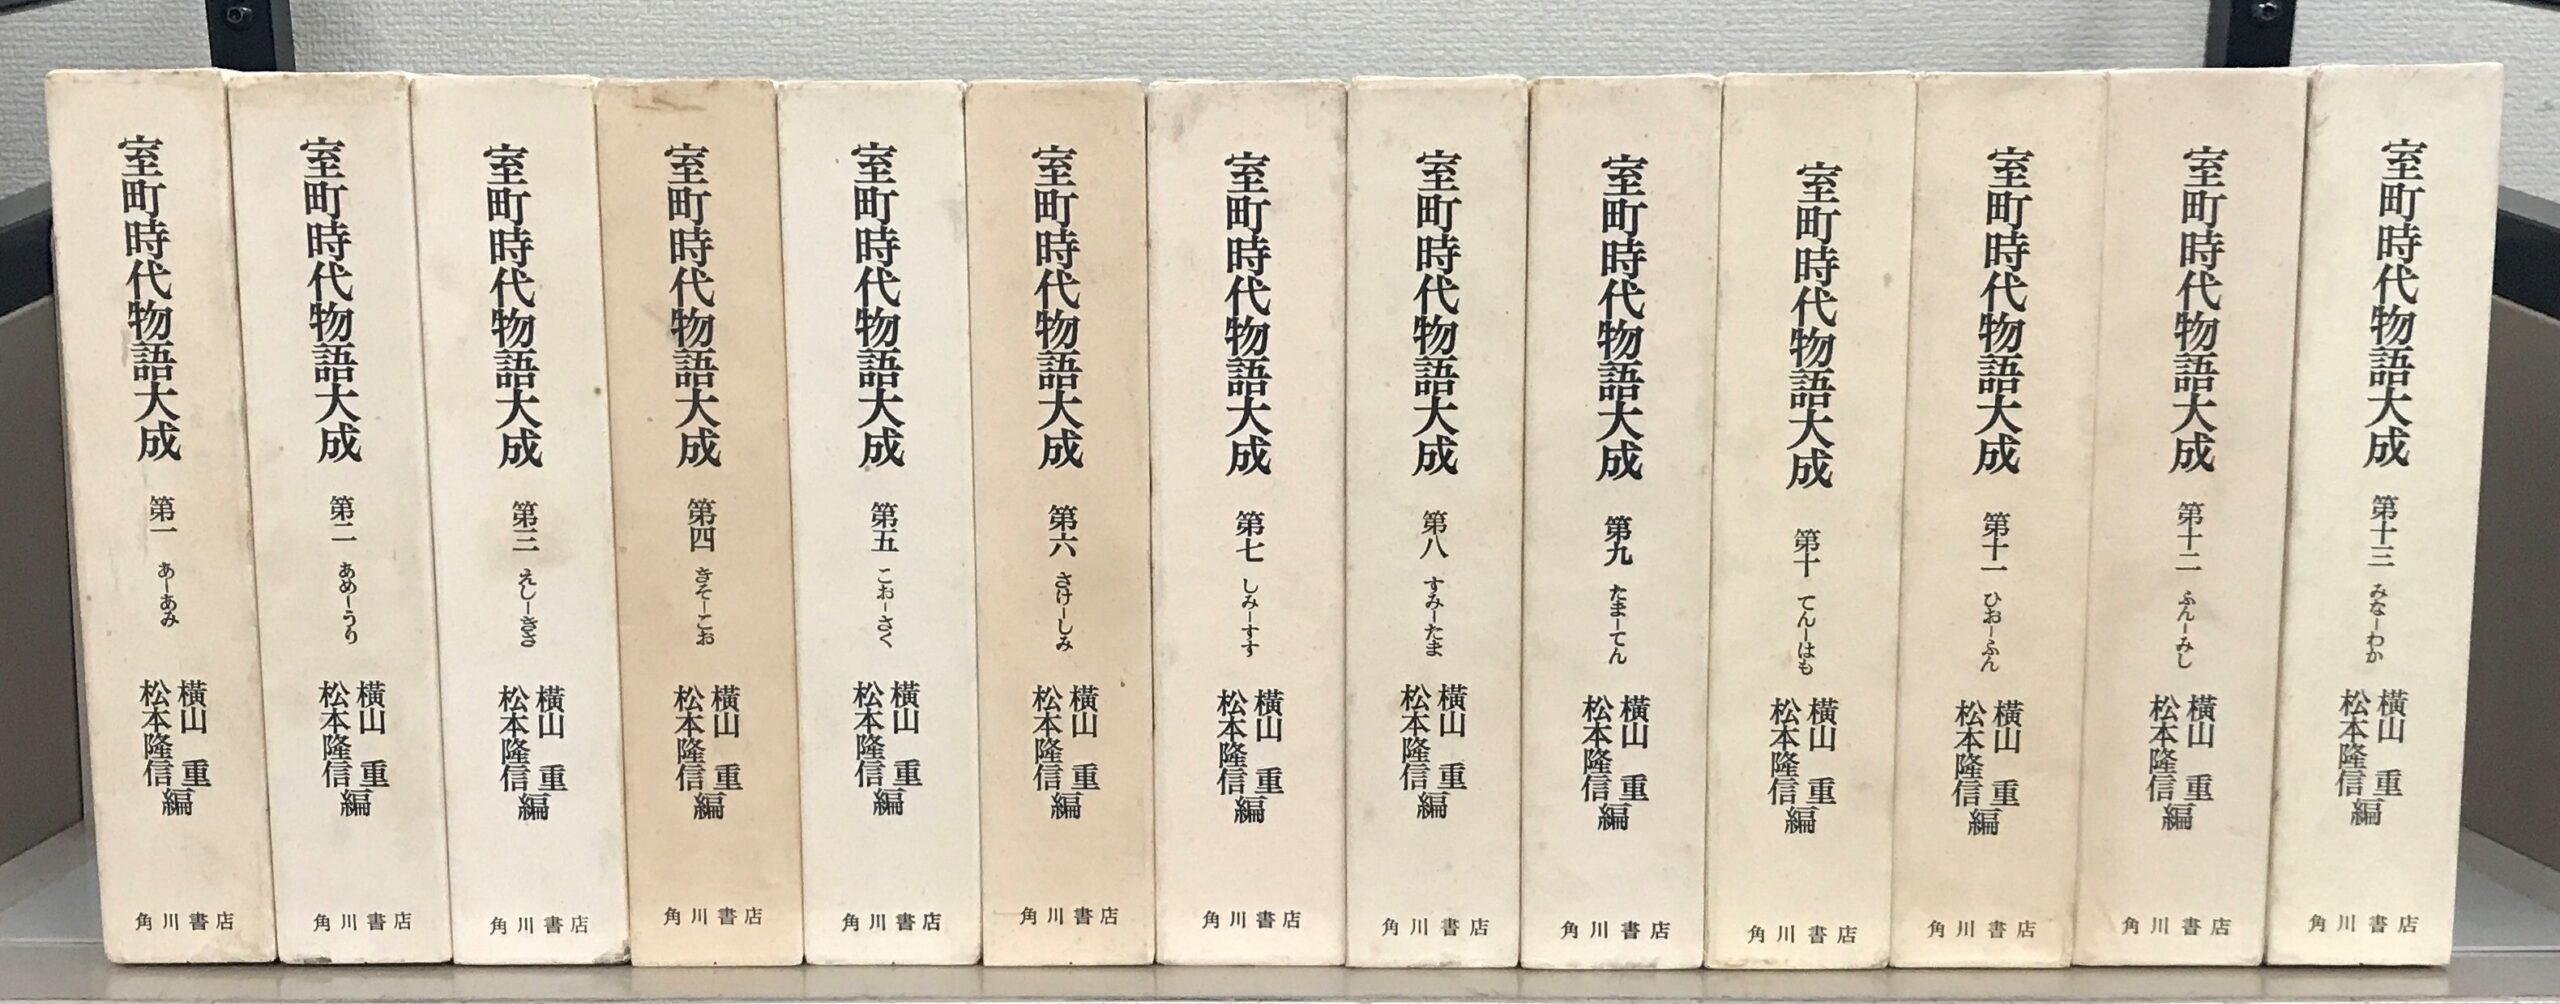 室町時代物語大成 第一 あ―あみ
横山 重
松本隆信
編
角川書店
室町時代物語大成 第二 あめ―うり
横山 重
松本隆信
編
角川書店
室町時代物語大成 第三 えし―きき
横山 重
松本隆信
編
角川書店
室町時代物語大成 第四 きそ―こお
横山 重
松本隆信
編
角川書店
室町時代物語大成 第五 こお―さく
横山 重
松本隆信
編
角川書店
室町時代物語大成 第六 さけ―しみ
横山 重
松本隆信
編
角川書店
室町時代物語大成 第七 しみ―すす
横山 重
松本隆信
編
角川書店
室町時代物語大成 第八 すみ―たま
横山 重
松本隆信
編
角川書店
室町時代物語大成 第九 たま―てん
横山 重
松本隆信
編
角川書店
室町時代物語大成 第十 てん―はも
横山 重
松本隆信
編
角川書店
室町時代物語大成 第十一 ひお―ふん
横山 重
松本隆信
編
角川書店
室町時代物語大成 第十二 ふん―みし
横山 重
松本隆信
編
角川書店
室町時代物語大成 第十三 みな―わか
横山 重
松本隆信
編
角川書店